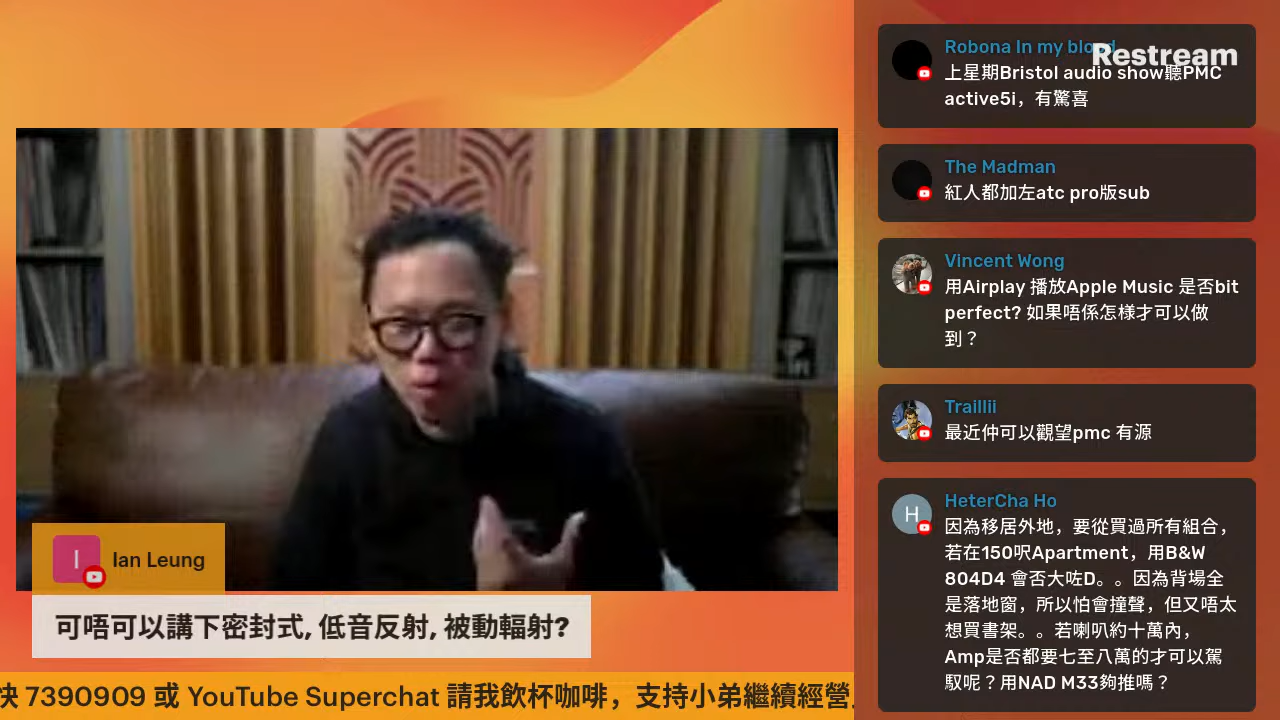 Ian Leung
可唔可以講下密封式, 低音反射, 被動輻射?
7390909 或 YouTube Superchat 請我飲杯咖啡，支持小弟繼續經營
Restream
Robona In my blood
上星期Bristol audio show聽PMC
active5i，有驚喜
The Madman
紅人都加左atc pro版sub
Vincent Wong
用Airplay 播放Apple Music 是否bit
perfect? 如果唔係怎樣才可以做
到？
Traillii
最近仲可以觀望pmc 有源
H
HeterCha Ho
因為移居外地，要從買過所有組合，
若在150呎Apartment，用B&W
804D4 會否大咗D。。因為背場全
是落地窗，所以怕會撞聲，但又唔太
想買書架。。若喇叭約十萬內，
Amp是否都要七至八萬的才可以駕
馭呢？用NAD M33夠推嗎？